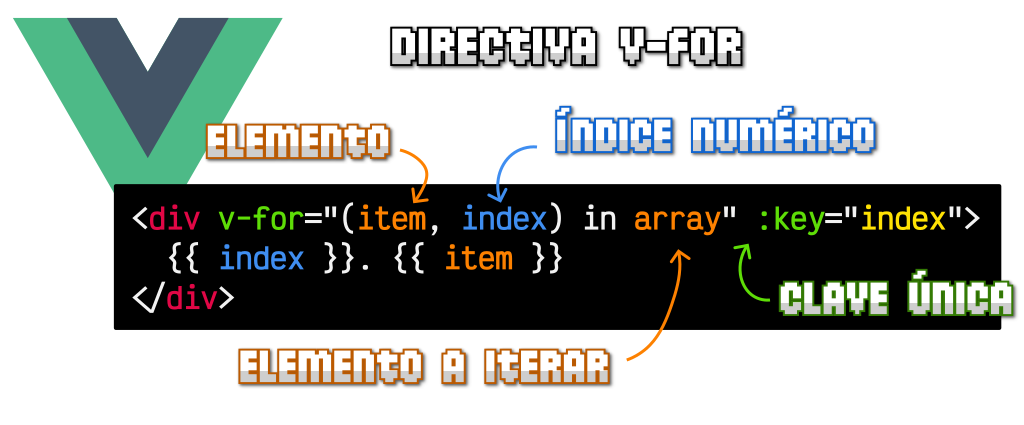 DIRECTIVA V-FOR
ELEMENTO
ÍNDICE NUMÉRICO
<div v-for="(item, index) in array" :key="index">
{{ index }}. {{ item }}
</div>
CLAVE ÚNICA
ELEMENTO A ITERAR